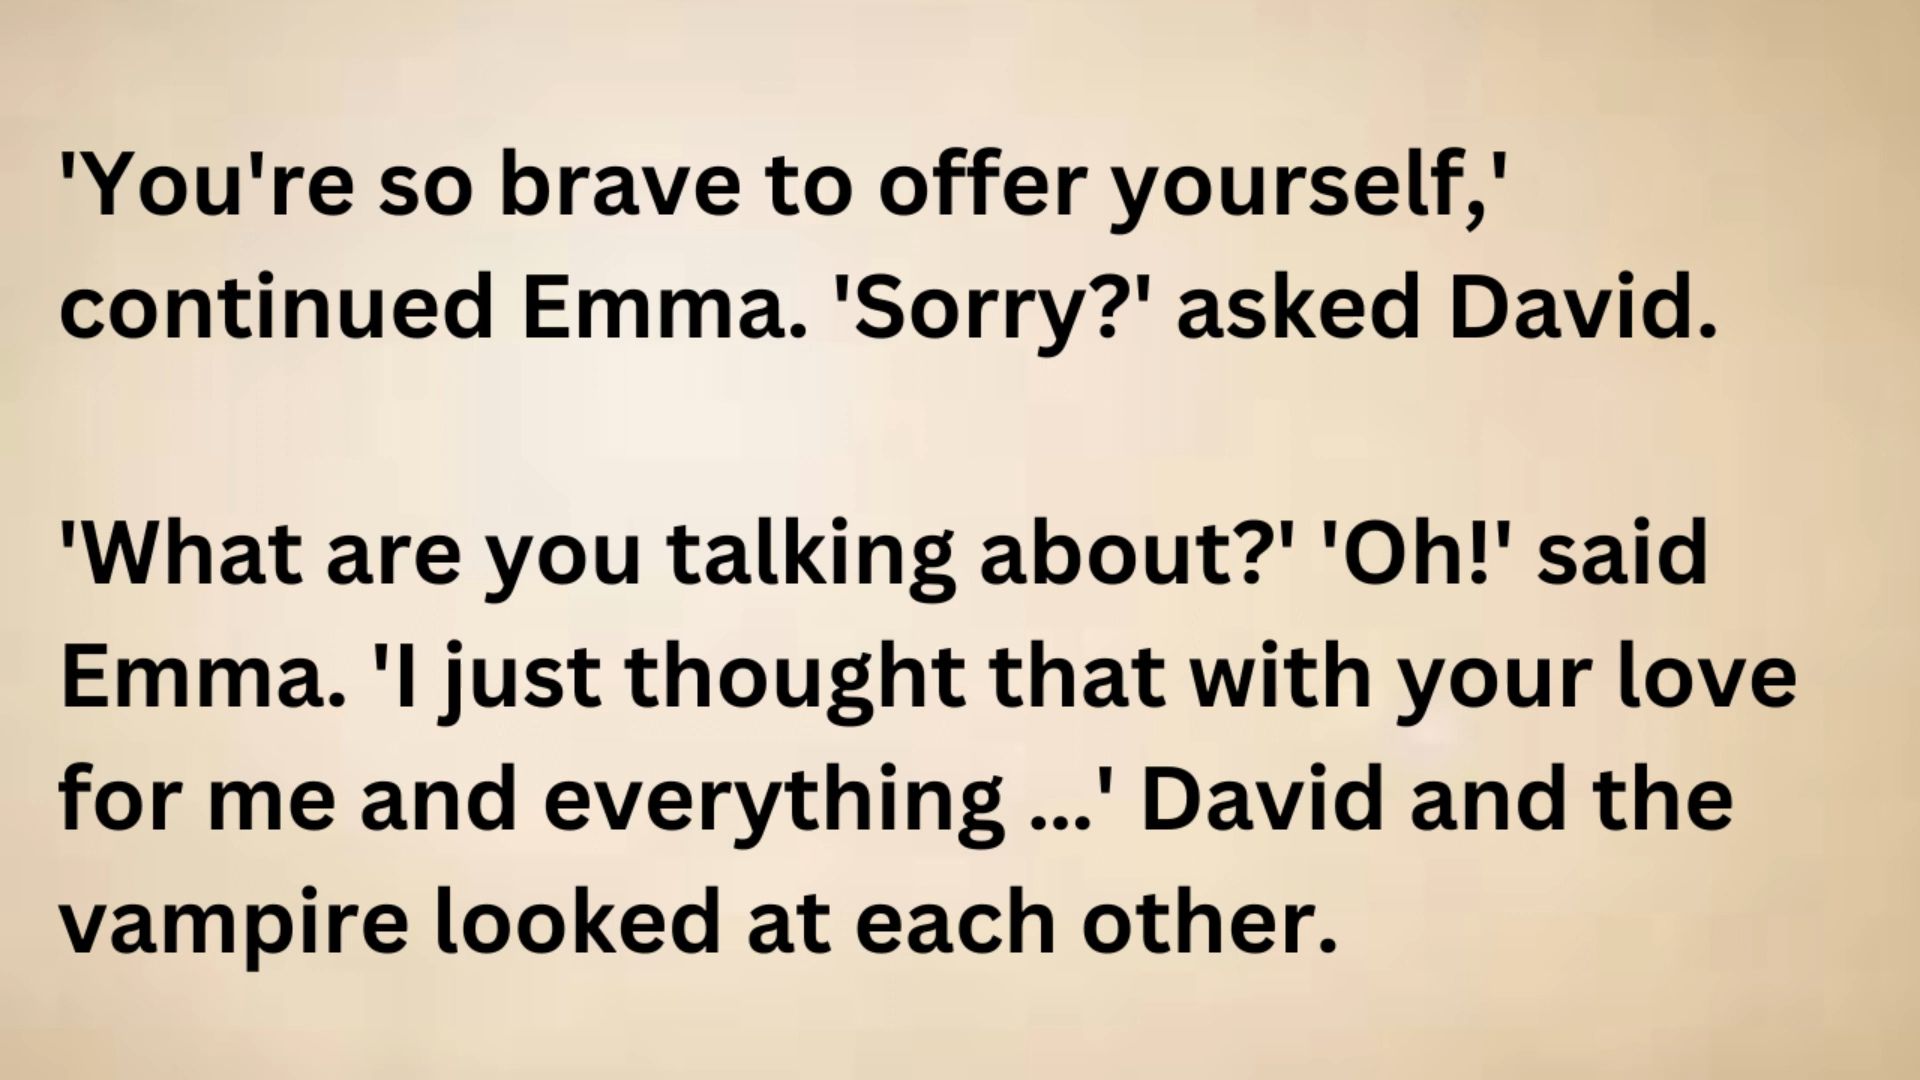 'You're so brave to offer yourself,'
continued Emma. 'Sorry?' asked David.
'What are you talking about?' 'Oh!' said
Emma. 'I just thought that with your love
for me and everything ...' David and the
vampire looked at each other.